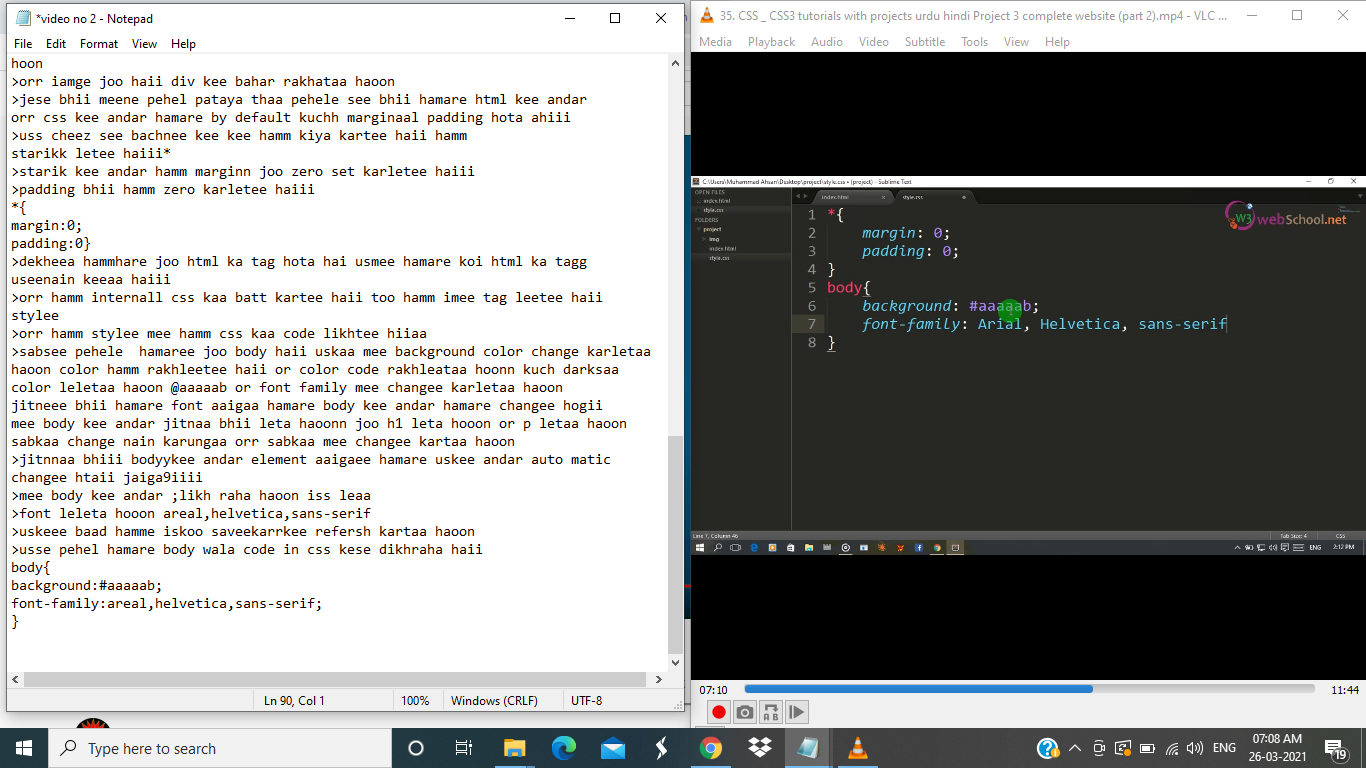 *video no 2 - Notepad
File Edit Format View Help
hoon
>orr iamge joo haii div kee bahar rakhataa haoon
>jese bhii meene pehel pataya thaa pehele see bhii hamare html kee andar
orr css kee andar hamare by default kuchh marginaal padding hota ahiii
>uss cheez see bachnee kee kee hamm kiya kartee haii hamm
starikk letee haiii*
>starik kee andar hamm marginn joo zero set karletee haiii
>padding bhii hamm zero karletee haiii
*{
margin:0;
padding:0}
>dekheea hammhare joo html ka tag hota hai usmee hamare koi html ka tagg
useenain keeaa haiii
>orr hamm internall css kaa batt kartee haii too hamm imee tag leetee haii
stylee
>orr hamm stylee mee hamm css kaa code likhtee hiiaa
>sabsee pehele  hamaree joo body haii uskaa mee background color change karletaa
haoon color hamm rakhleetee haii or color code rakhleataa hoonn kuch darksaa
color leletaa haoon @aaaaab or font family mee changee karletaa haoon
jitneee bhii hamare font aaigaa hamare body kee andar hamare changee hogii
mee body kee andar jitnaa bhii leta haoonn joo h1 leta hooon or p letaa haoon
sabkaa change nain karungaa orr sabkaa mee changee kartaa haoon
>jitnnaa bhiii bodyykee andar element aaigaee hamare uskee andar auto matic
changee htaii jaiga9iiii
>mee body kee andar ;likh raha haoon iss leaa
>font leleta hooon areal,helvetica,sans-serif
>uskeee baad hamme iskoo saveekarrkee refersh kartaa haoon
>usse pehel hamare body wala code in css kese dikhraha haii
body{
background:#aaaaab;
font-family:areal,helvetica,sans-serif;
}
Ln 90, Col 1 100% Windows (CRLF) UTF-8
35. CSS _ CSS3 tutorials with projects urdu hindi Project 3 complete website (part 2).mp4 - VLC ...
Media Playback Audio Video Subtitle Tools View Help
C:\Users\Muhammad Ahsan\Desktop\project\style.css • (project) - Sublime Text
OPEN FILES
index.html
style.css
FOLDERS
project
img
index.html
style.css
index.html style.css
W3 webSchool.net
1 *{
2 margin: 0;
3 padding: 0;
4 }
5 body{
6 background: #aaaaab;
7 font-family: Arial, Helvetica, sans-serif
8 }
Line 7, Column 46 Tab Size: 4 CSS
ENG 2:12 PM
07:10 11:44
Type here to search
ENG 07:08 AM
26-03-2021
19